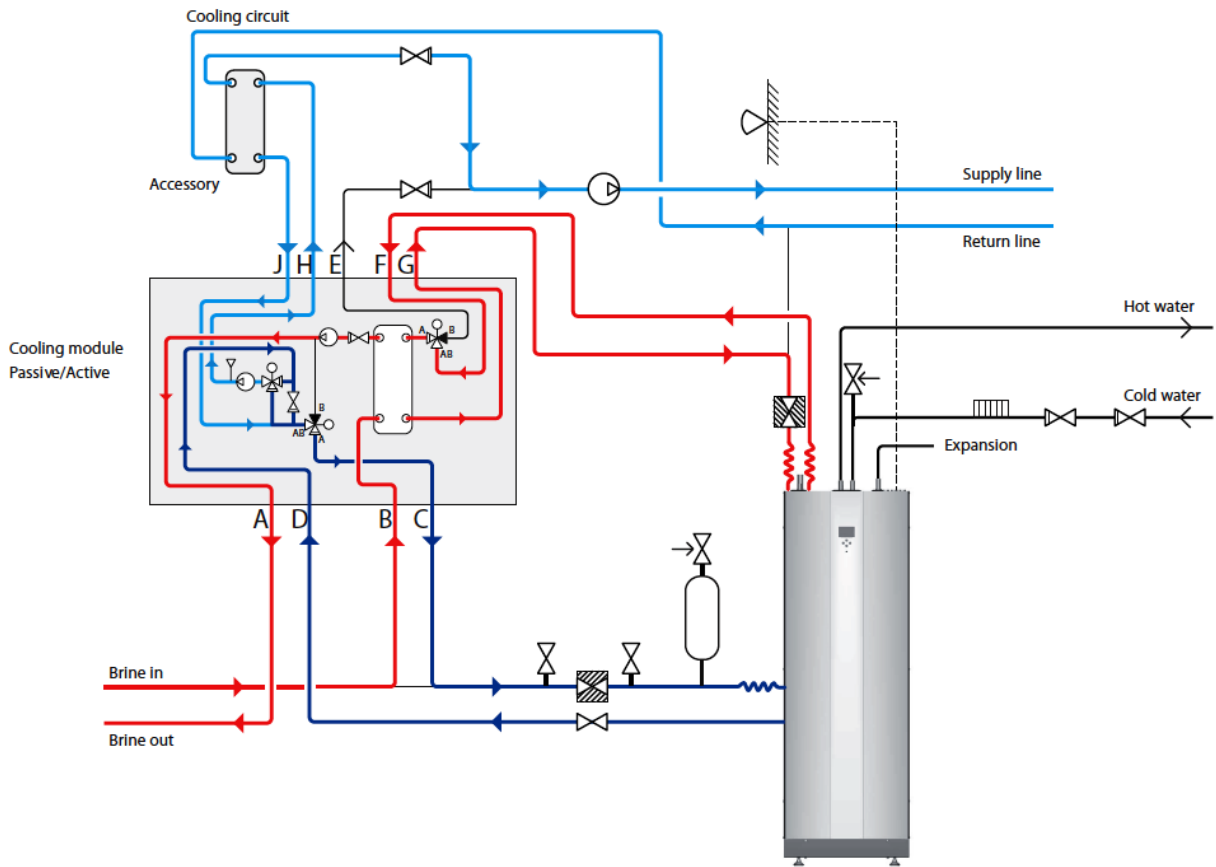 Cooling circuit
Accessory
Supply line
Return line
J H E F G
Hot water
Cooling module
Passive/Active
A B
AB
B
AB A
Cold water
Expansion
A D B C
Brine in
Brine out